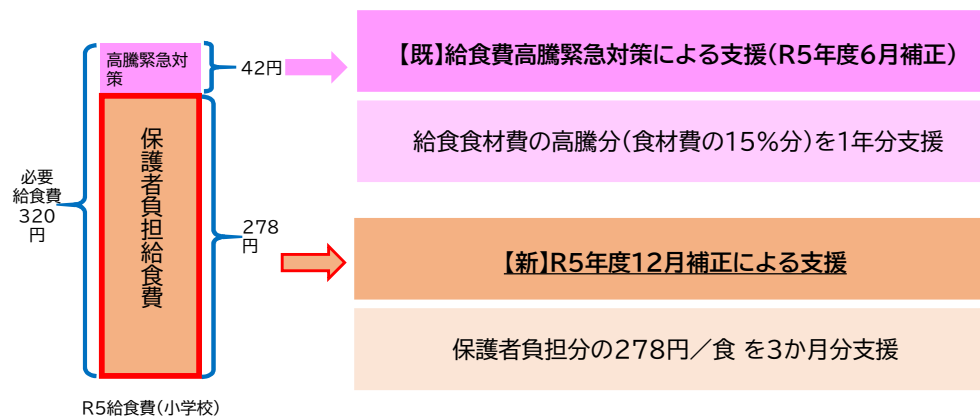 高騰緊急対
策
42円
【既】給食費高騰緊急対策による支援（R5年度6月補正）
給食食材費の高騰分（食材費の15%分）を1年分支援
必要
給食費
320
円
保護者負担給食費
278
円
【新】R5年度12月補正による支援
保護者負担分の278円／食 を3か月分支援
R5給食費（小学校）